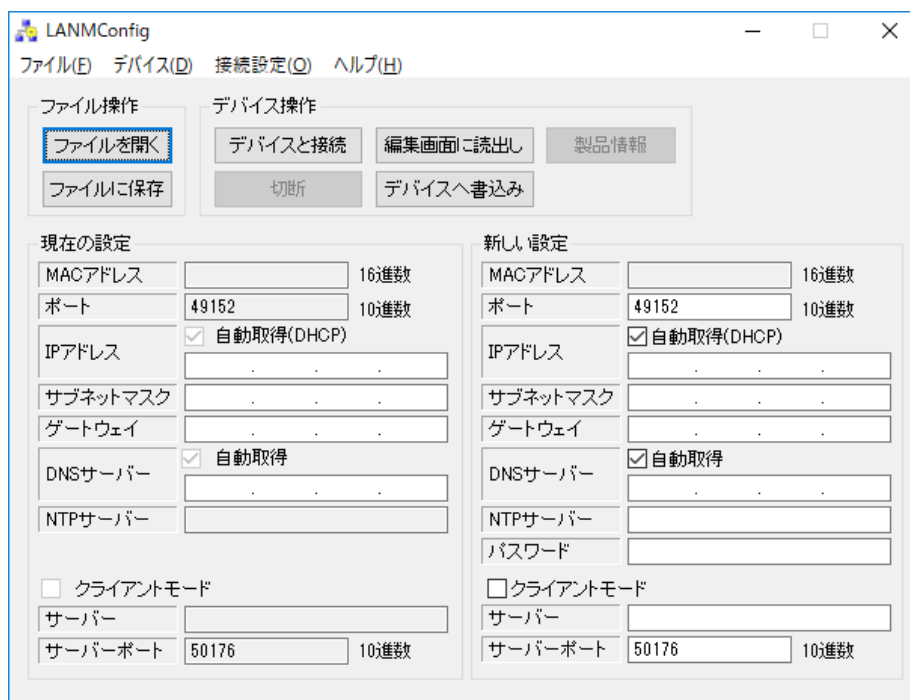 LANMConfig
ファイル(F) デバイス(D) 接続設定(O) ヘルプ(H)
ファイル操作
ファイルを開く
ファイルに保存
デバイス操作
デバイスと接続 編集画面に読出し 製品情報
切断 デバイスへ書込み
現在の設定
MACアドレス 16進数
ポート 49152 10進数
IPアドレス 自動取得(DHCP)
. . .
サブネットマスク . . .
ゲートウェイ . . .
DNSサーバー 自動取得
. . .
NTPサーバー
クライアントモード
サーバー
サーバーポート 50176 10進数
新しい設定
MACアドレス 16進数
ポート 49152 10進数
IPアドレス 自動取得(DHCP)
. . .
サブネットマスク . . .
ゲートウェイ . . .
DNSサーバー 自動取得
. . .
NTPサーバー
パスワード
クライアントモード
サーバー
サーバーポート 50176 10進数